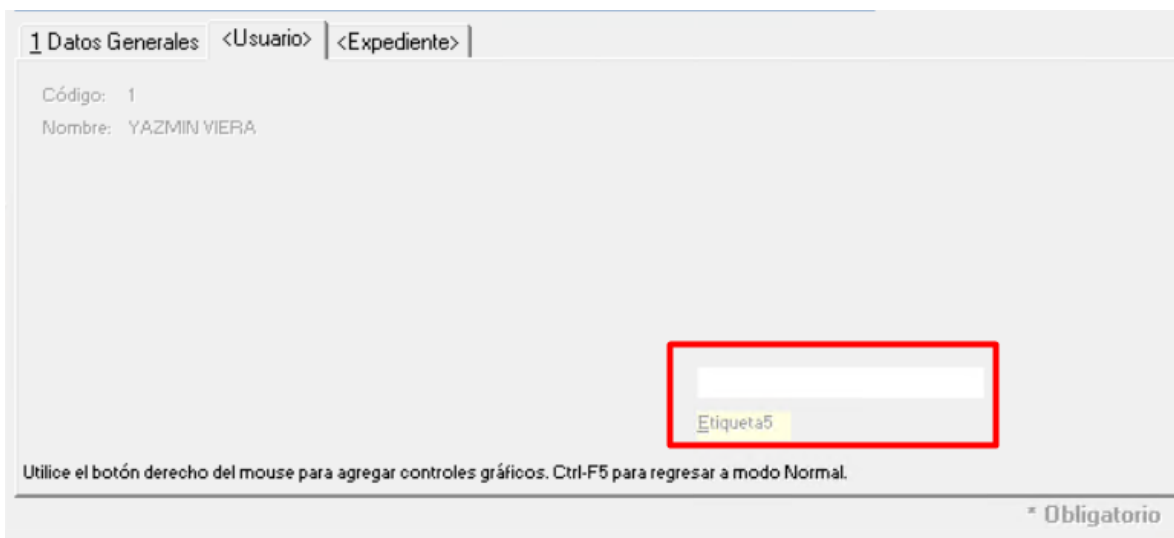 1 Datos Generales <Usuario> <Expediente>
Código: 1
Nombre: YAZMIN VIERA
Etiqueta5
Utilice el botón derecho del mouse para agregar controles gráficos. Ctrl-F5 para regresar a modo Normal.
* Obligatorio